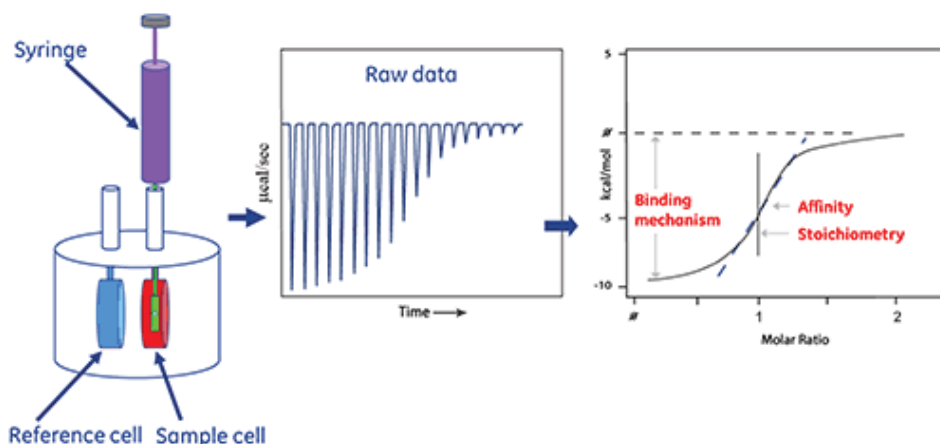 Syringe
Reference cell
Sample cell
Raw data
µcal/sec
Time
5
-5
-10
kcal/mol
Binding
mechanism
Affinity
Stoichiometry
1
2
Molar Ratio